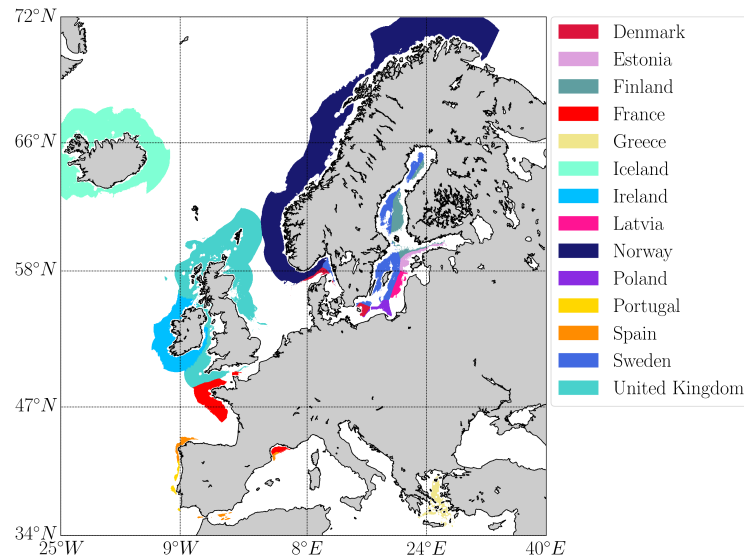 72°N
66°N
58°N
47°N
34°N
25°W
9°W
8°E
24°E
40°E
Denmark
Estonia
Finland
France
Greece
Iceland
Ireland
Latvia
Norway
Poland
Portugal
Spain
Sweden
United Kingdom